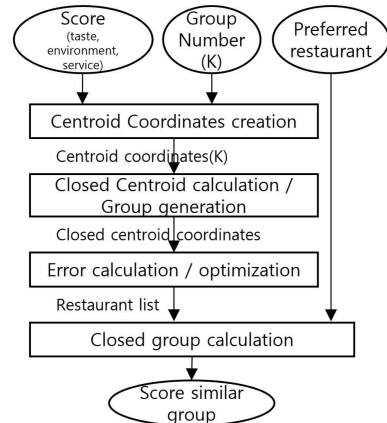 Score
(taste,
environment,
service)
Group
Number
(K)
Preferred
restaurant
Centroid Coordinates creation
Centroid coordinates(K)
Closed Centroid calculation /
Group generation
Closed centroid coordinates
Error calculation / optimization
Restaurant list
Closed group calculation
Score similar
group